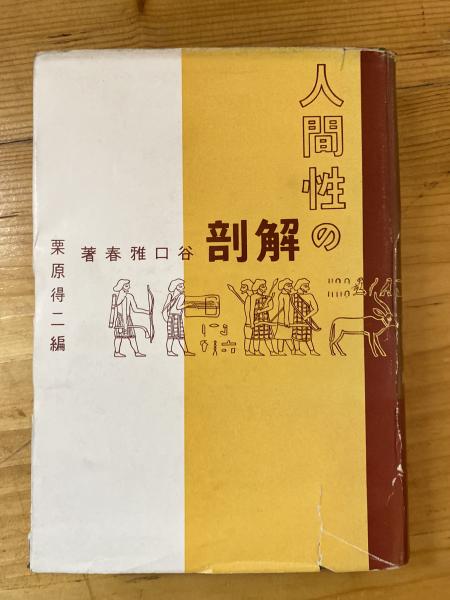 人間性の
解剖
谷口雅春著
栗原得二編